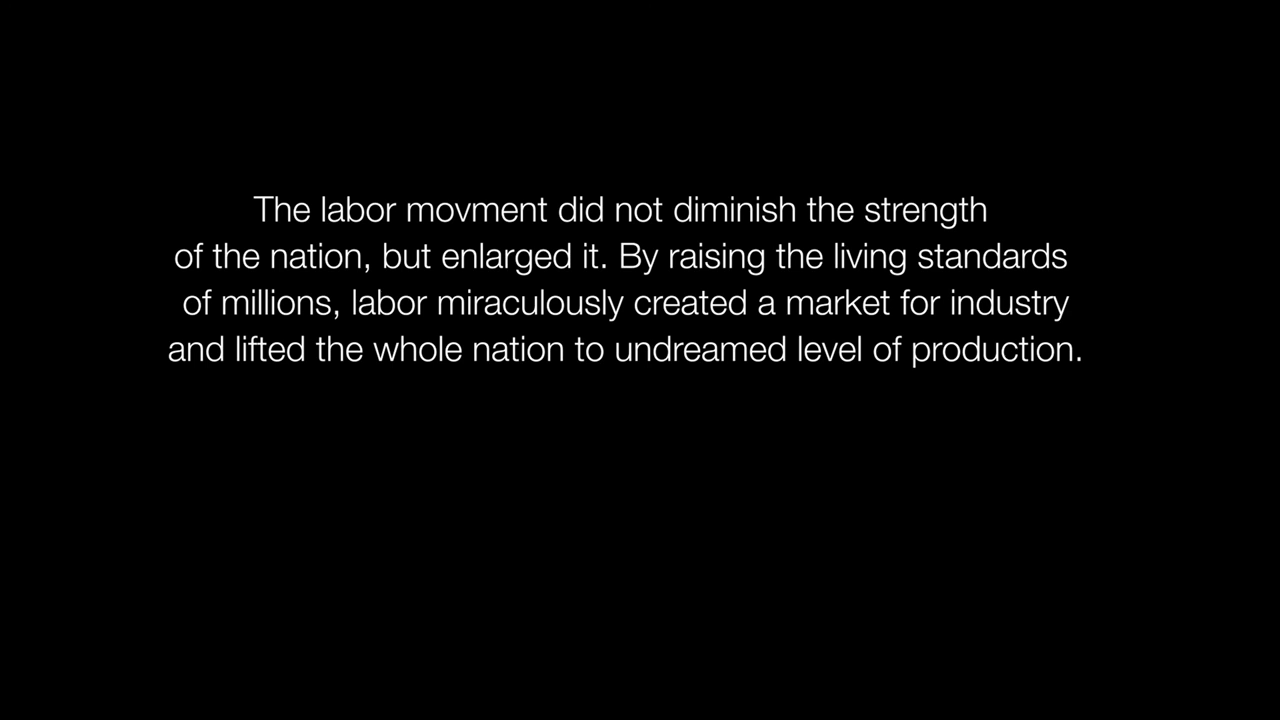 The labor movment did not diminish the strength
of the nation, but enlarged it. By raising the living standards
of millions, labor miraculously created a market for industry
and lifted the whole nation to undreamed level of production.